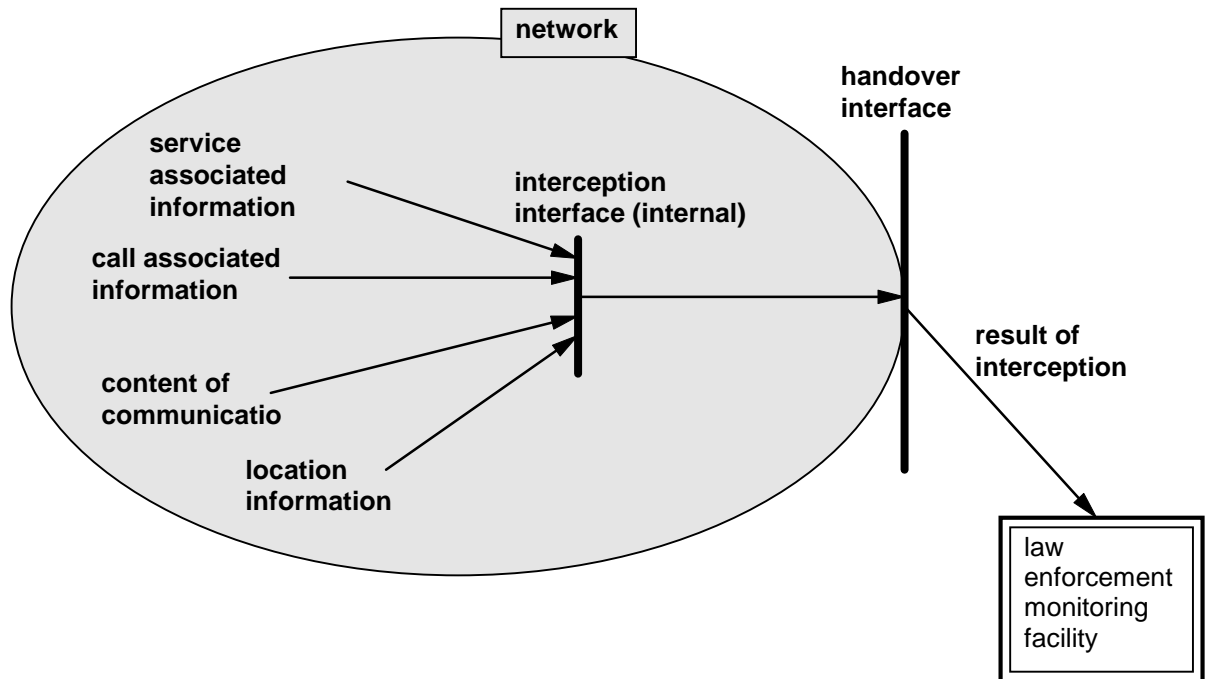 network
handover
interface
service
associated
information
interception
interface (internal)
call associated
information
content of
communicatio
location
information
result of
interception
law
enforcement
monitoring
facility